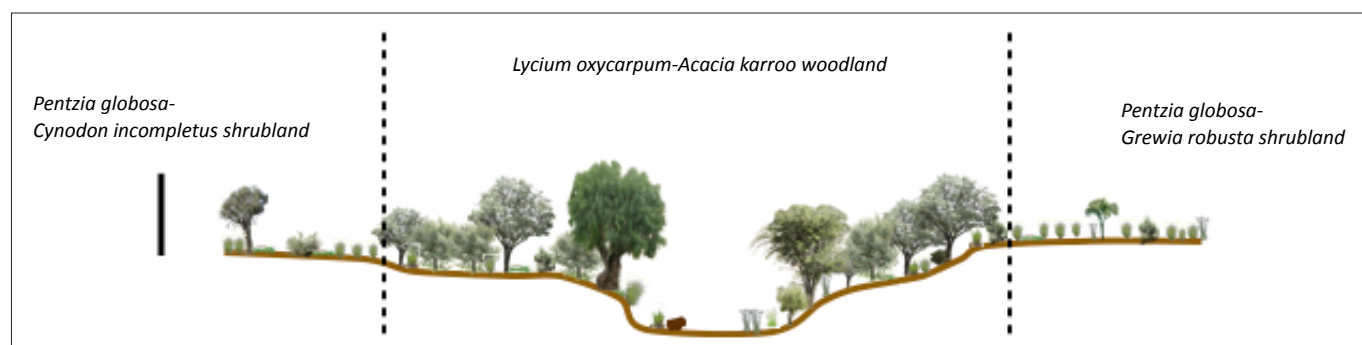 Lycium oxycarpum-Acacia karroo woodland
Pentzia globosa-
Cynodon incompletus shrubland
Pentzia globosa-
Grewia robusta shrubland